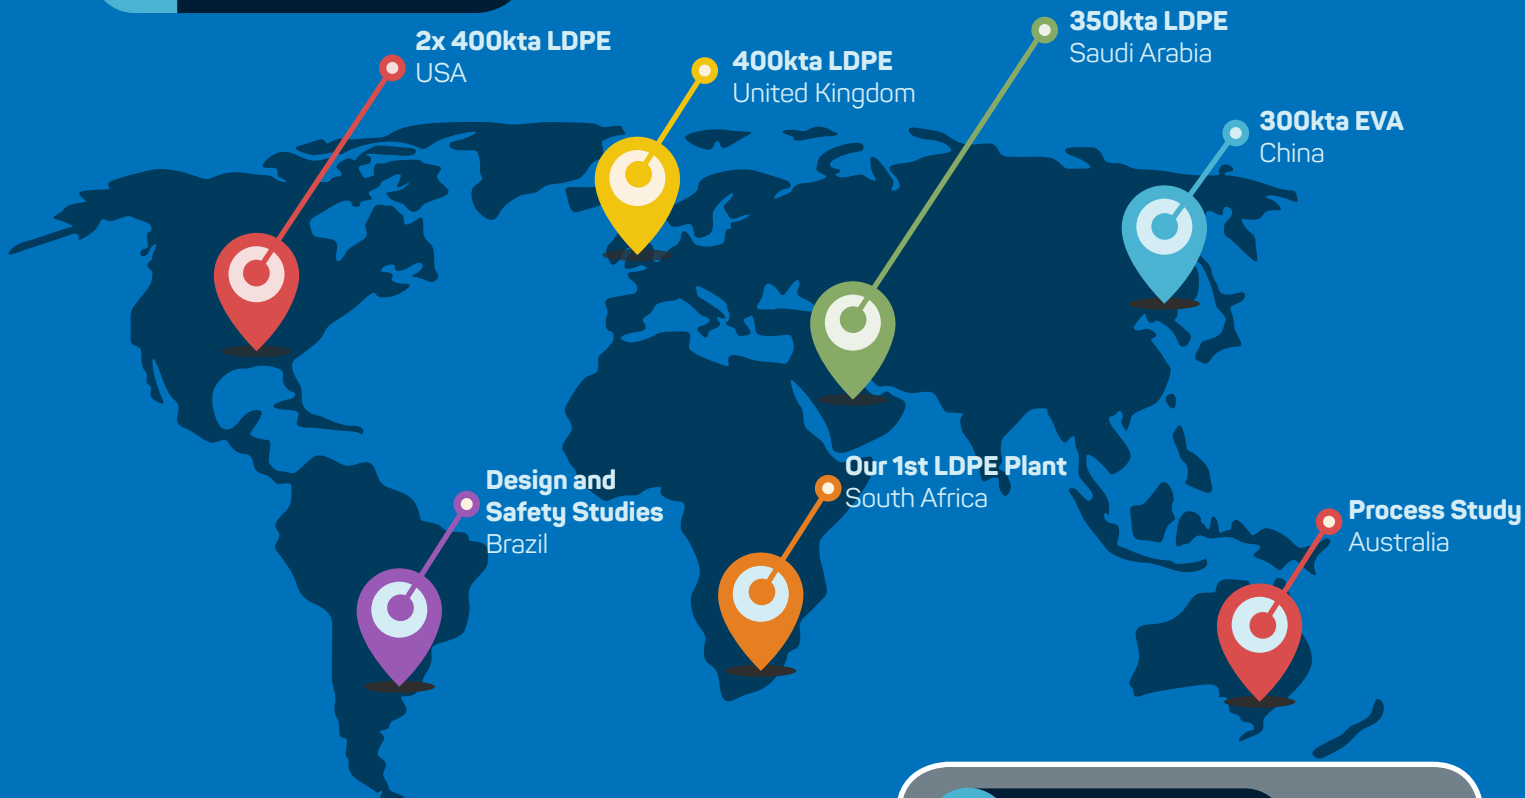 2x 400kta LDPE
USA
400kta LDPE
United Kingdom
350kta LDPE
Saudi Arabia
300kta EVA
China
Design and
Safety Studies
Brazil
Our 1st LDPE Plant
South Africa
Process Study
Australia